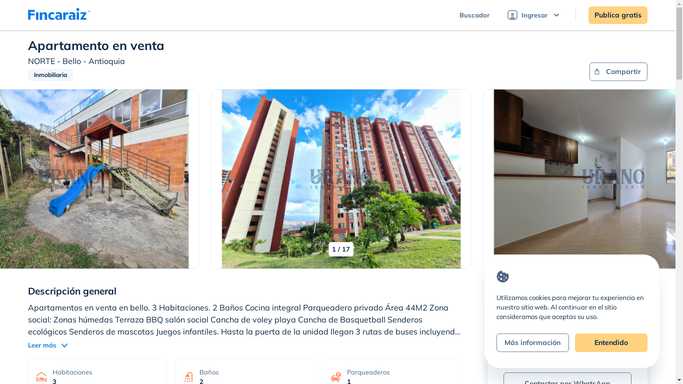 Fincaraiz
Buscador
Ingresar
Publica gratis
Apartamento en venta
NORTE - Bello - Antioquia
Inmobiliaria
Compartir
URBANO
URBANO
URBANO
1 / 17
Descripción general
Apartamentos en venta en bello. 3 Habitaciones. 2 Baños Cocina integral Parqueadero privado Área 44M2 Zona
social: Zonas húmedas Terraza BBQ salón social Cancha de voley playa Cancha de Basquetball Senderos
ecológicos Senderos de mascotas Juegos infantiles. Hasta la puerta de la unidad llegan 3 rutas de buses incluyend...
Leer más
Habitaciones
3
Baños
2
Parqueaderos
1
Utilizamos cookies para mejorar tu experiencia en
nuestro sitio web. Al continuar en el sitio
consideramos que aceptas su uso.
Más información
Entendido
Contactar por WhatsApp